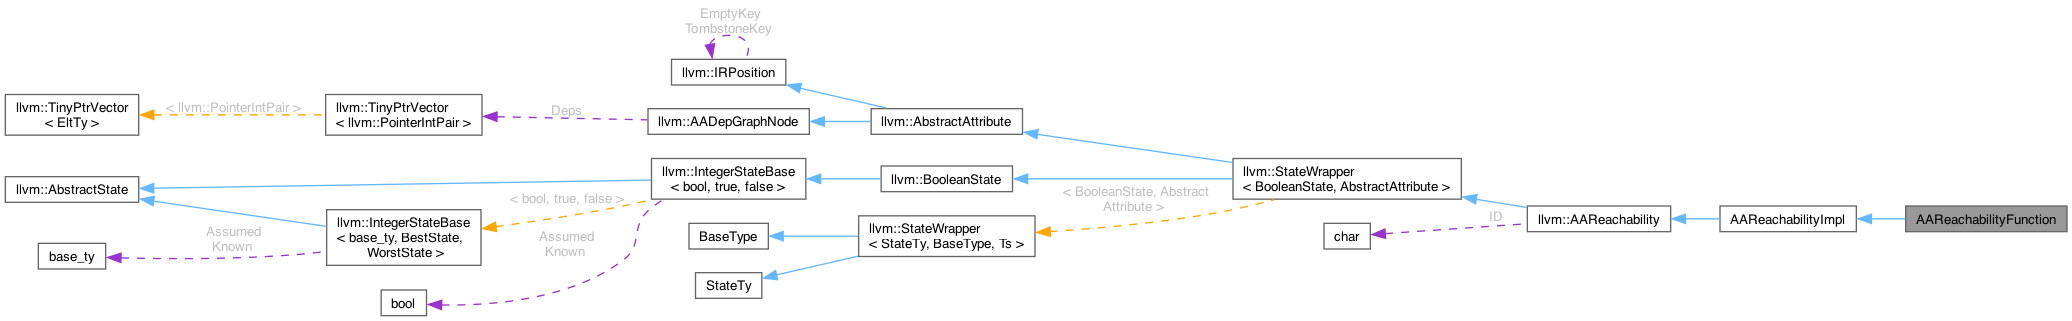 EmptyKey
TombstoneKey
llvm::IRPosition
llvm::TinyPtrVector
< EltTy >
< llvm::PointerIntPair >
llvm::TinyPtrVector
< llvm::PointerIntPair >
Deps
llvm::AADepGraphNode
llvm::AbstractAttribute
llvm::AbstractState
llvm::IntegerStateBase
< bool, true, false >
llvm::BooleanState
llvm::StateWrapper
< BooleanState, AbstractAttribute >
< bool, true, false >
< BooleanState, Abstract
Attribute >
llvm::IntegerStateBase
< base_ty, BestState,
WorstState >
Assumed
Known
base_ty
Assumed
Known
BaseType
llvm::StateWrapper
< StateTy, BaseType, Ts >
StateTy
bool
char
ID
llvm::AAReachability
AAReachabilityImpl
AAReachabilityFunction